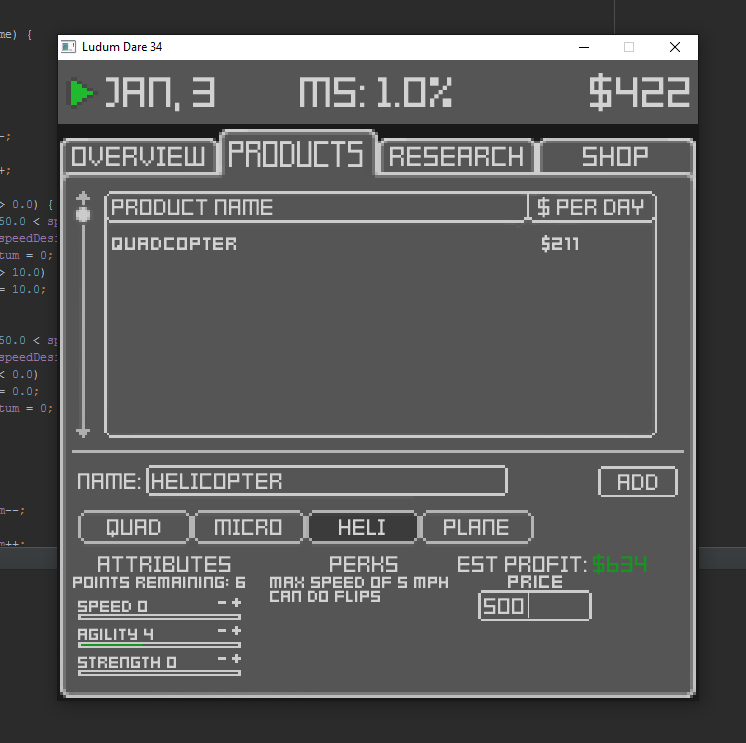 me) {
Ludum Dare 34
JAN, 3 MS: 1.0% $422
OVERVIEW PRODUCTS RESEARCH SHOP
PRODUCT NAME $ PER DAY
QUADCOPTER $211
NAME: HELICOPTER ADD
QUAD MICRO HELI PLANE
ATTRIBUTES PERKS EST PROFIT: $634
POINTS REMAINING: 6 MAX SPEED OF 5 MPH PRICE
CAN DO FLIPS
SPEED 0 - + 500
AGILITY 4 - +
STRENGTH 0 - +
-;
+;
> 0.0) {
50.0 < sp
speedDesi
tum = 0;
> 10.0)
= 10.0;
50.0 < sp
speedDesi
< 0.0)
= 0.0;
tum = 0;
m--;
m++;